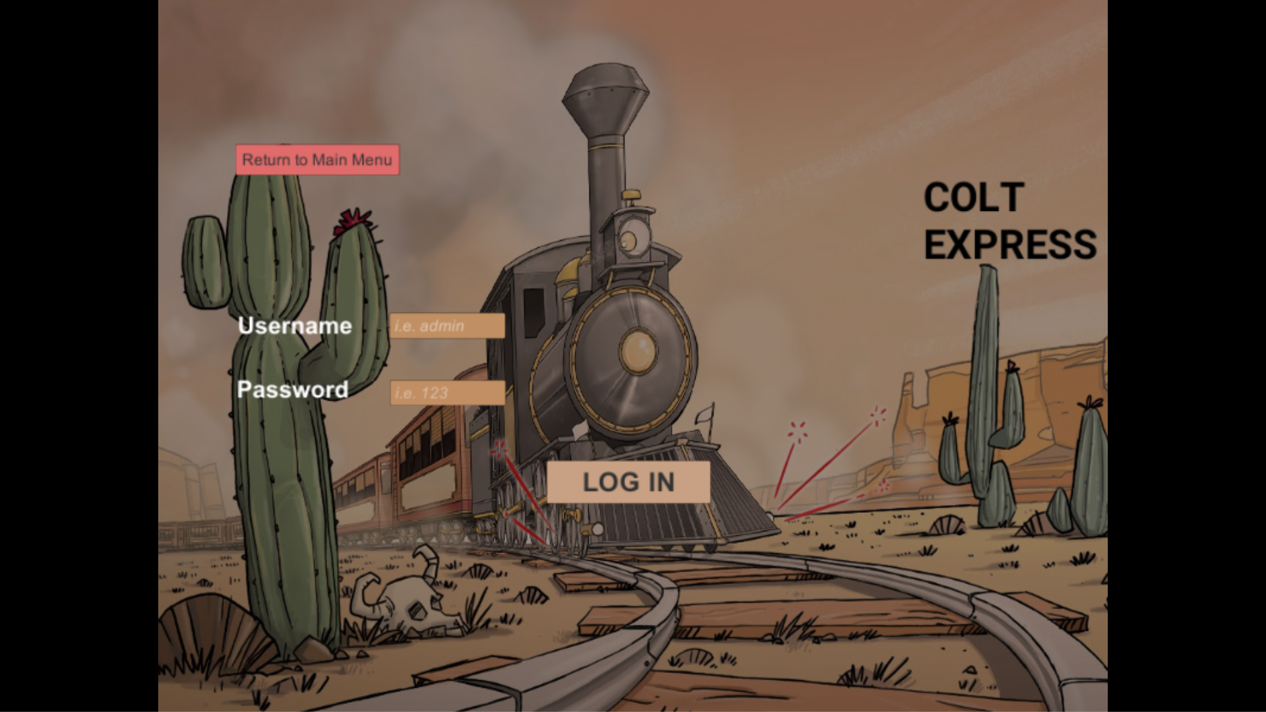 Return to Main Menu
COLT
EXPRESS
Username
i.e. admin
Password
i.e. 123
LOG IN